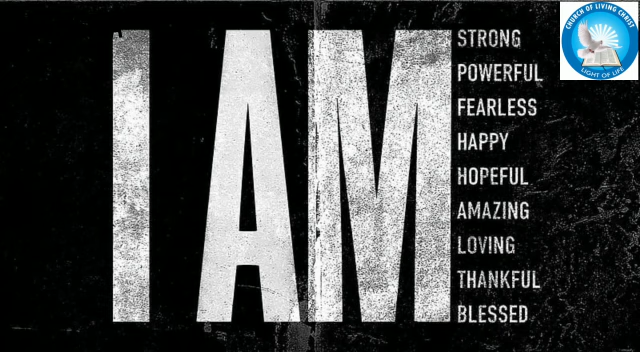 I AM
STRONG
POWERFUL
FEARLESS
HAPPY
HOPEFUL
AMAZING
LOVING
THANKFUL
BLESSED
CHURCH OF LIVING CHRIST
LIGHT OF LIFE